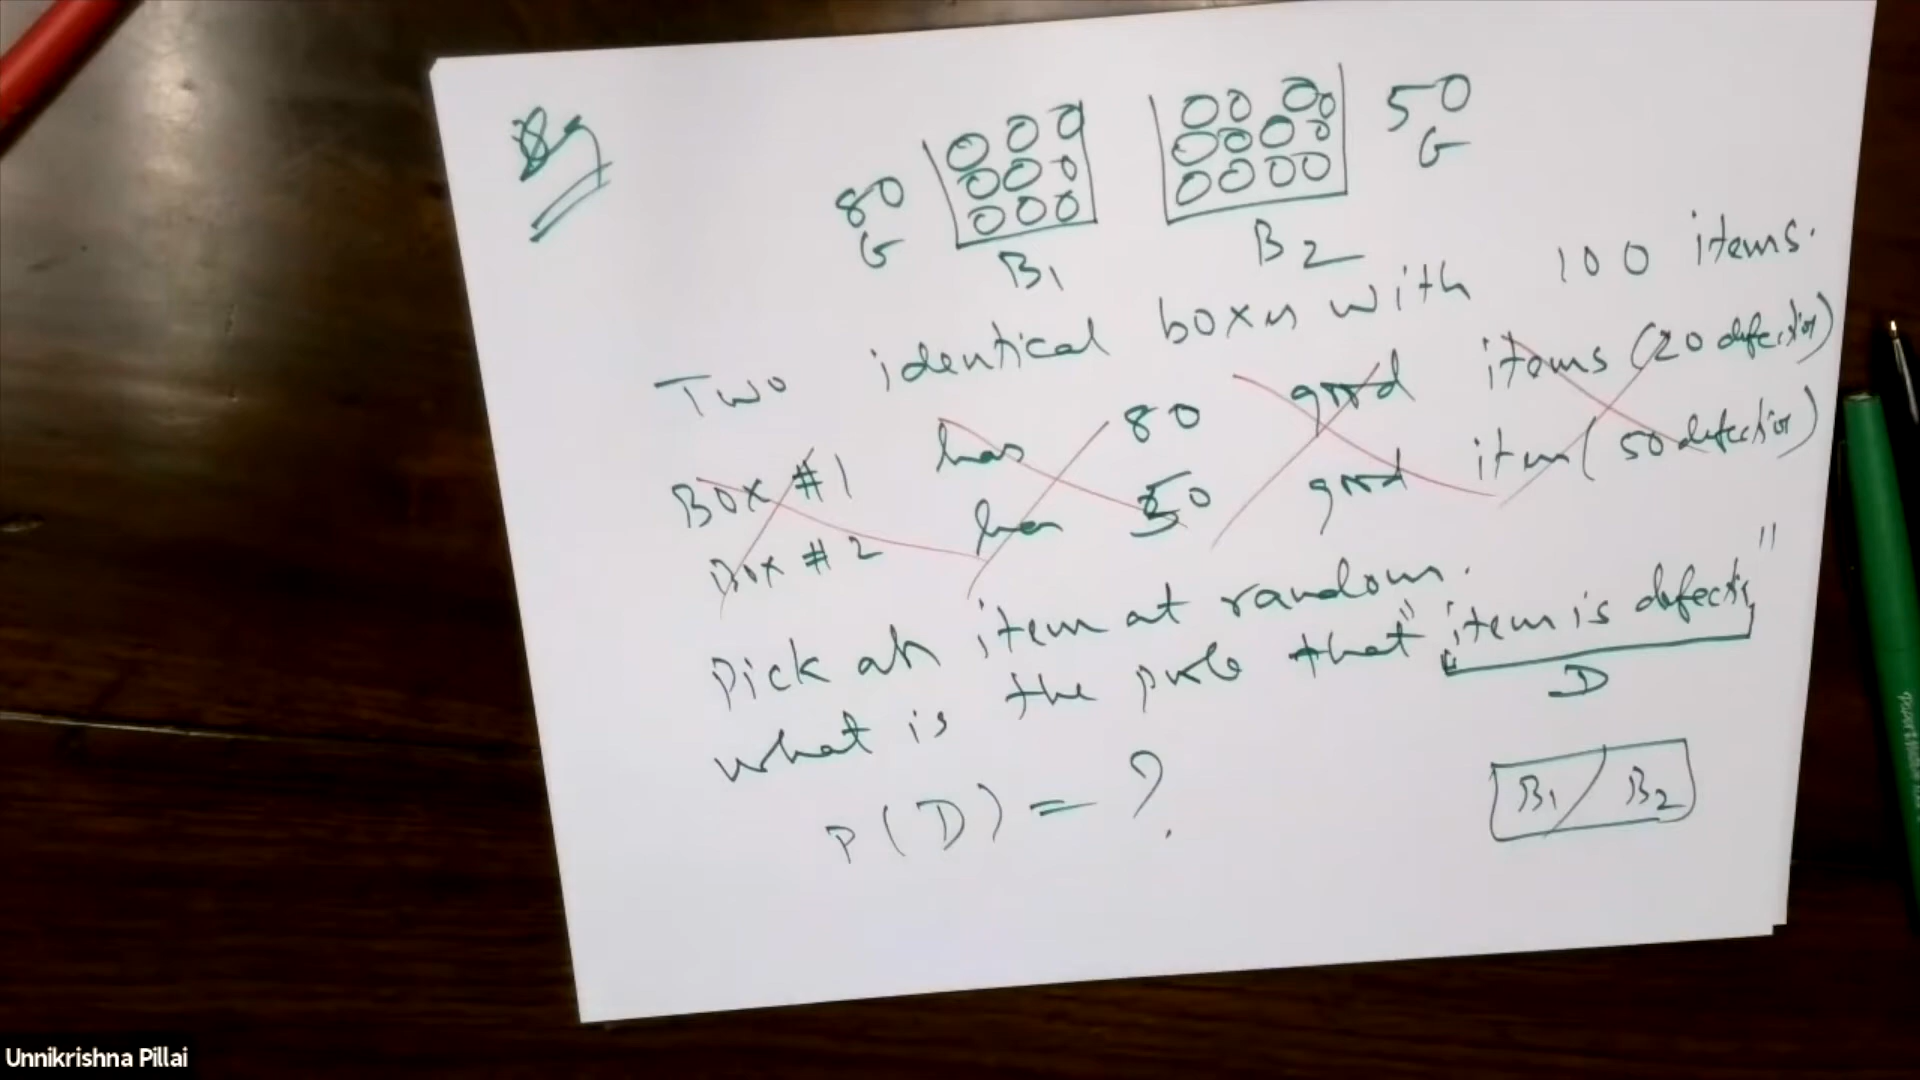 Eg
80
G
B1
B2
50
G
Two identical boxes with 100 items.
Box #1 has 80 good items (20 defective)
Box #2 has 50 good item (50 defective)
Pick an item at random.
what is the prob that "item is defective"
D
P(D) = ?
B1 / B2
Unnikrishna Pillai